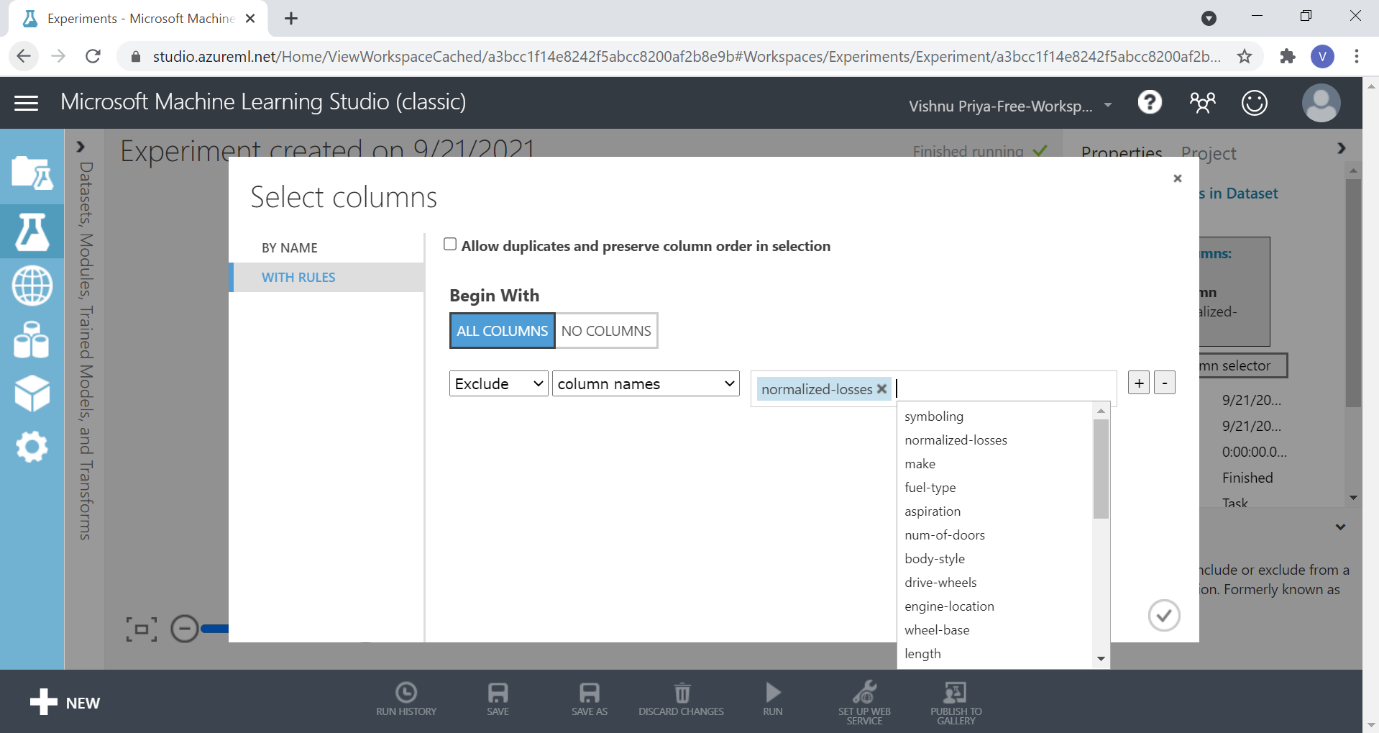 Experiments - Microsoft Machine
studio.azureml.net/Home/ViewWorkspaceCached/a3bcc1f14e8242f5abcc8200af2b8e9b#Workspaces/Experiments/Experiment/a3bcc1f14e8242f5abcc8200af2b...
V
Microsoft Machine Learning Studio (classic)
Vishnu Priya-Free-Worksp...
Datasets, Modules, Trained Models, and Transforms
Experiment created on 9/21/2021
Finished running
Properties Project
Select columns
s in Dataset
BY NAME
WITH RULES
Allow duplicates and preserve column order in selection
Begin With
ALL COLUMNS NO COLUMNS
Exclude column names normalized-losses + -
symboling
normalized-losses
make
fuel-type
aspiration
num-of-doors
body-style
drive-wheels
engine-location
wheel-base
length
mns:
mn
alized-
mn selector
9/21/20...
9/21/20...
0:00:00.0...
Finished
Task
nclude or exclude from a
ion. Formerly known as
NEW
RUN HISTORY
SAVE
SAVE AS
DISCARD CHANGES
RUN
SET UP WEB
SERVICE
PUBLISH TO
GALLERY